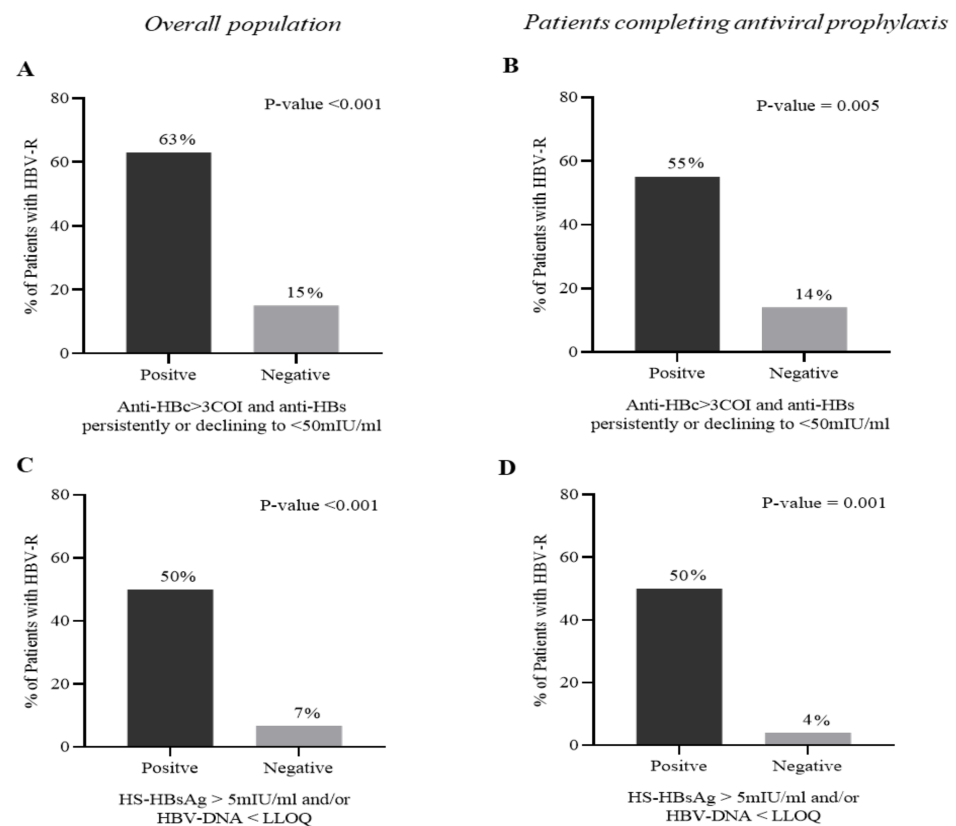 Overall population
Patients completing antiviral prophylaxis
A
P-value <0.001
% of Patients with HBV-R
80
60
40
20
0
63%
15%
Positve
Negative
Anti-HBc>3COI and anti-HBs
persistently or declining to <50mIU/ml
B
P-value = 0.005
% of Patients with HBV-R
80
60
40
20
0
55%
14%
Positve
Negative
Anti-HBc>3COI and anti-HBs
persistently or declining to <50mIU/ml
C
P-value <0.001
% of Patients with HBV-R
80
60
40
20
0
50%
7%
Positve
Negative
HS-HBsAg > 5mIU/ml and/or
HBV-DNA < LLOQ
D
P-value = 0.001
% of Patients with HBV-R
80
60
40
20
0
50%
4%
Positve
Negative
HS-HBsAg > 5mIU/ml and/or
HBV-DNA < LLOQ